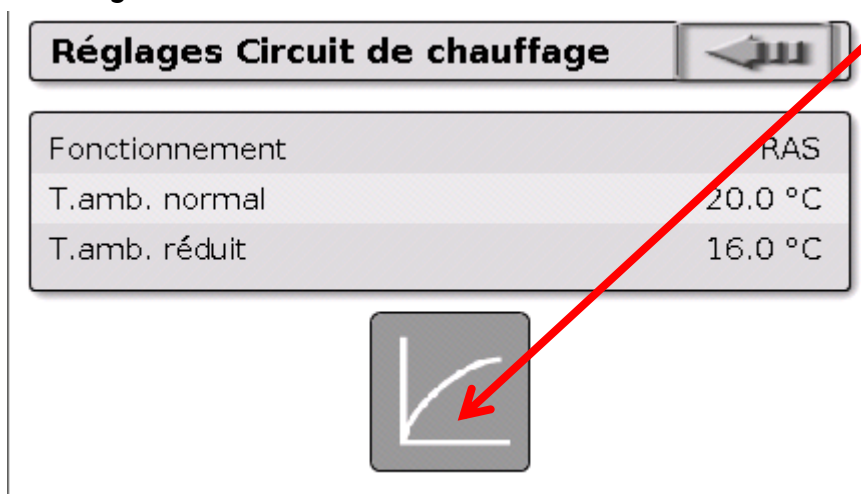 Réglages Circuit de chauffage
Fonctionnement RAS
T.amb. normal 20.0 °C
T.amb. réduit 16.0 °C